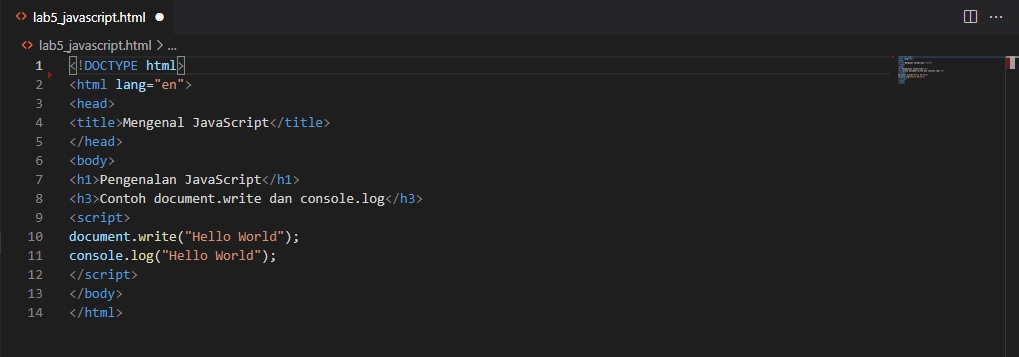 lab5_javascript.html
lab5_javascript.html > ...
1 <!DOCTYPE html>
2 <html lang="en">
3 <head>
4 <title>Mengenal JavaScript</title>
5 </head>
6 <body>
7 <h1>Pengenalan JavaScript</h1>
8 <h3>Contoh document.write dan console.log</h3>
9 <script>
10 document.write("Hello World");
11 console.log("Hello World");
12 </script>
13 </body>
14 </html>